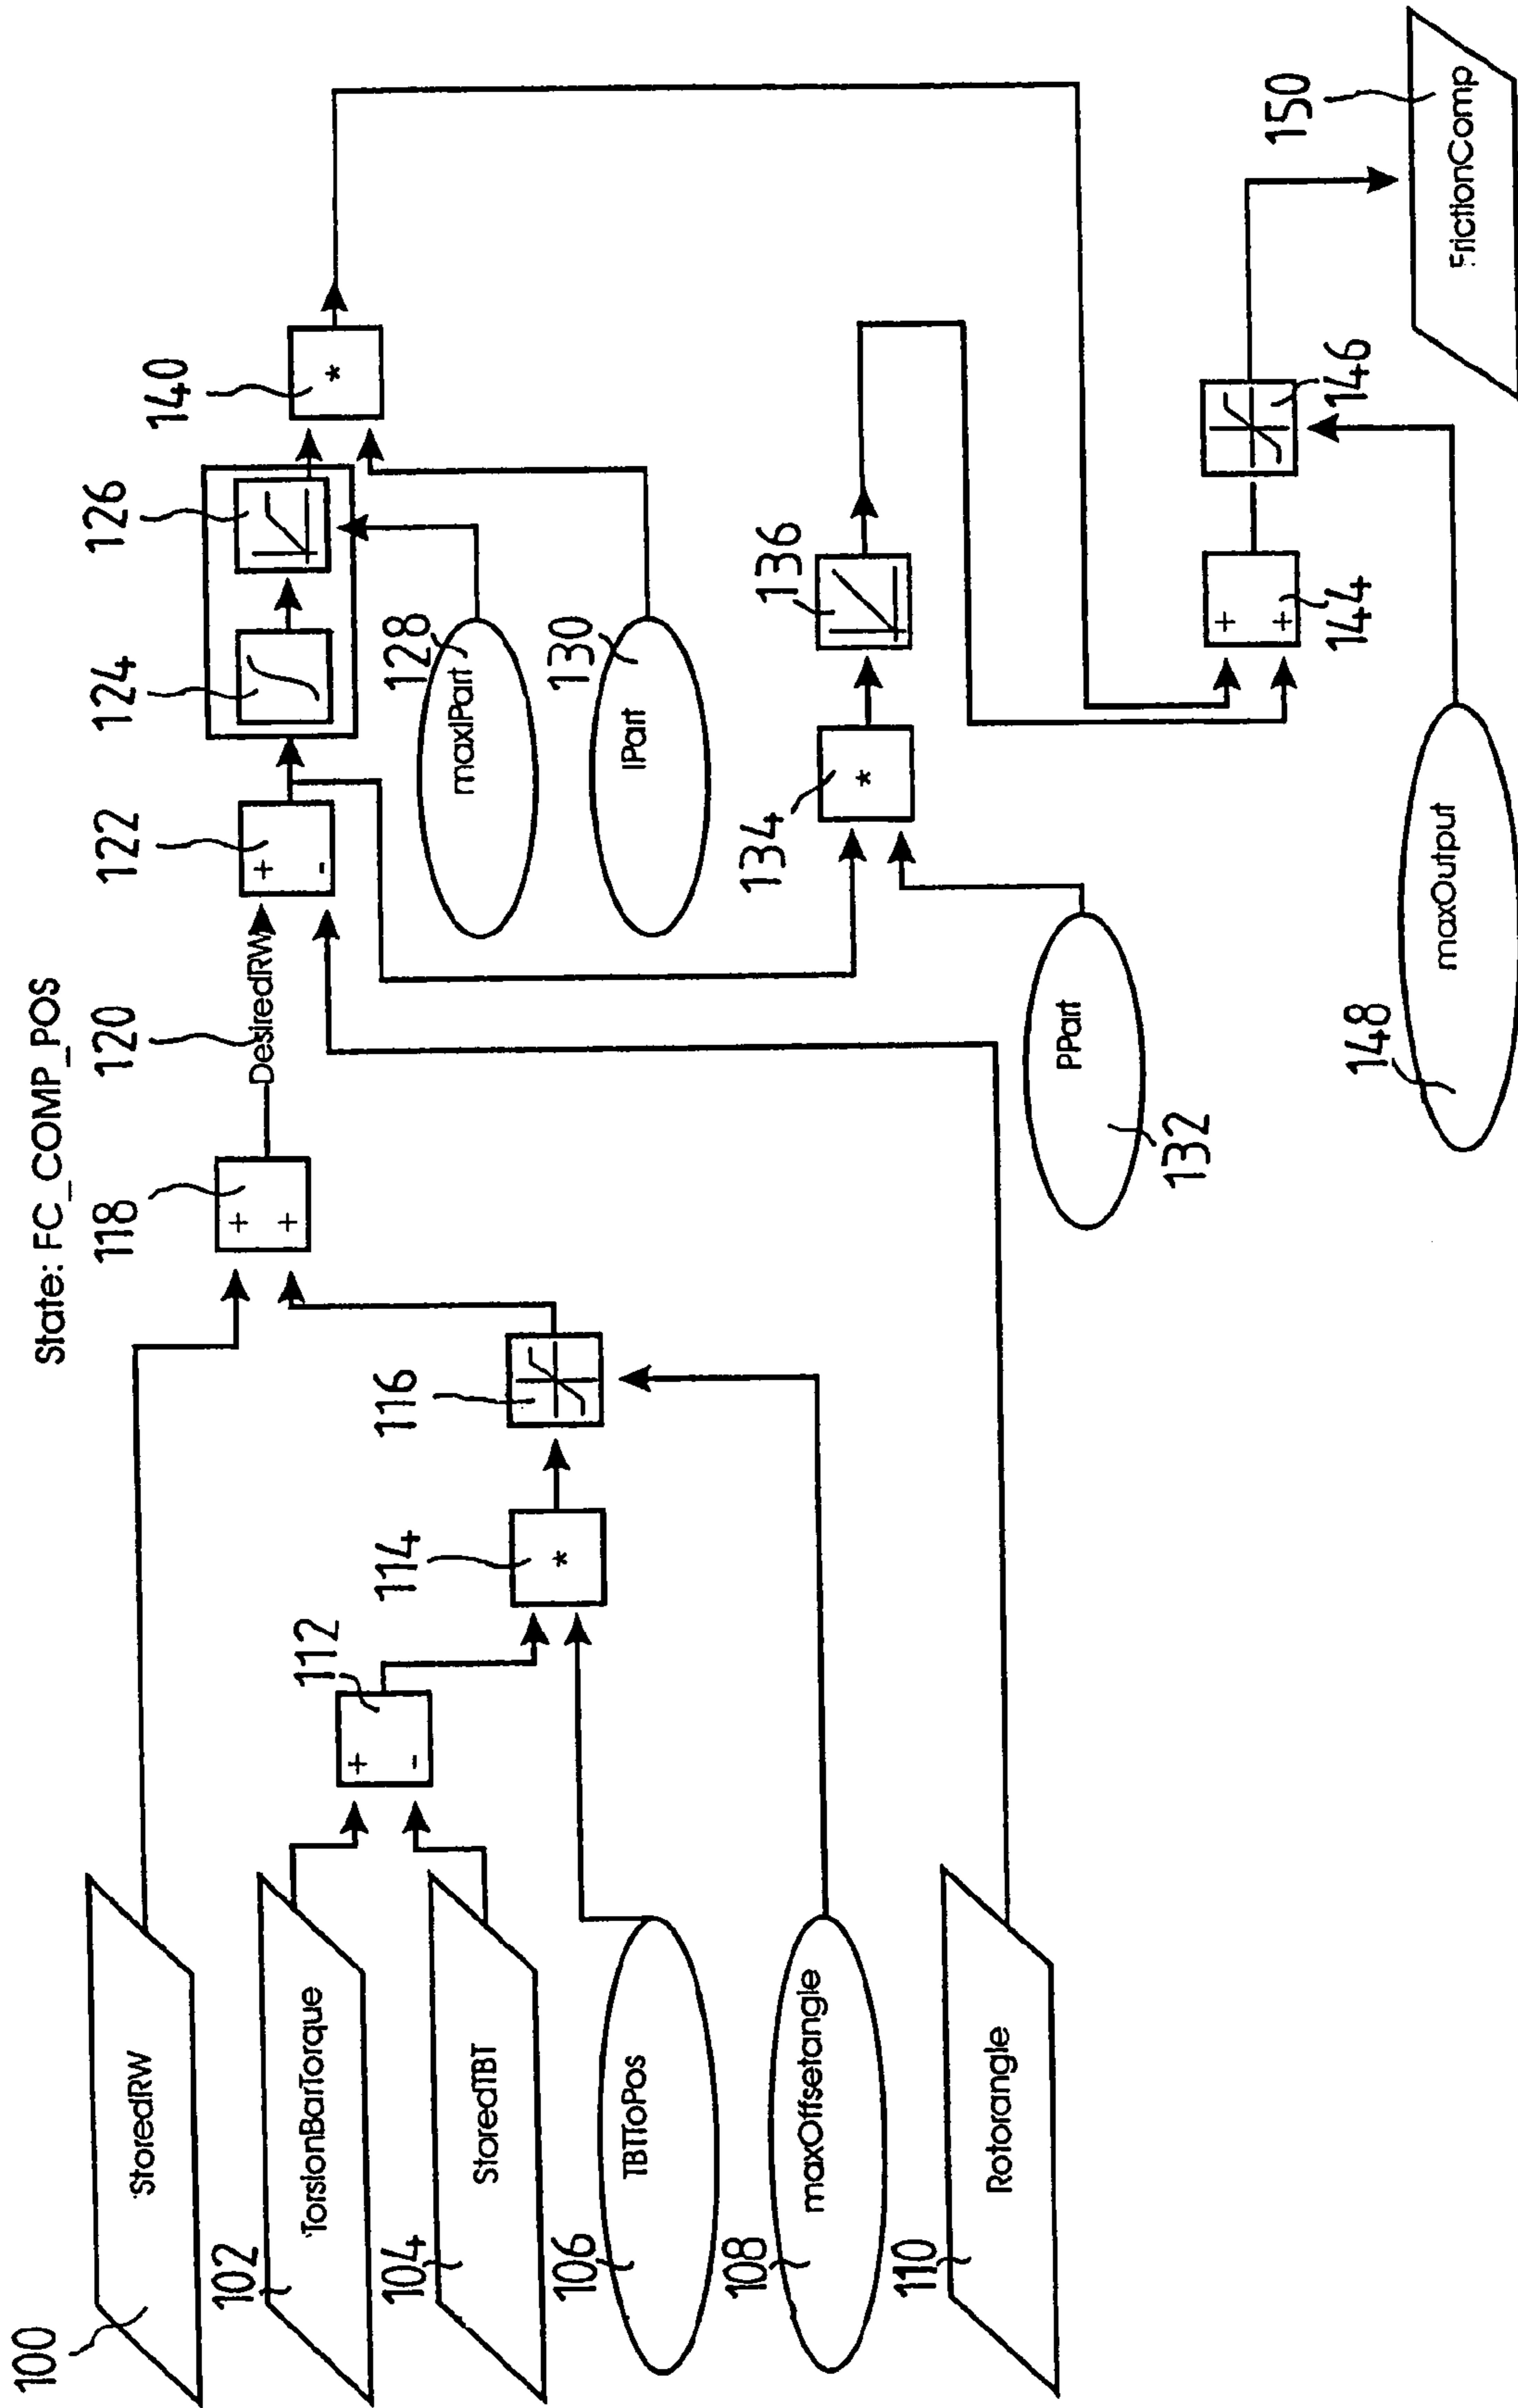 State: FC_COMP_POS
100
StoredRW
102
TorsionBarTorque
104
StoredTBT
106
TBTToPos
108
maxOffsetangle
110
Rotorangle
112
+
-
114
*
116
118
+
+
120
DesiredRW
122
+
-
124
126
128
maxIPart
130
IPart
132
PPart
134
*
136
140
*
144
+
+
146
148
maxOutput
150
FrictionComp